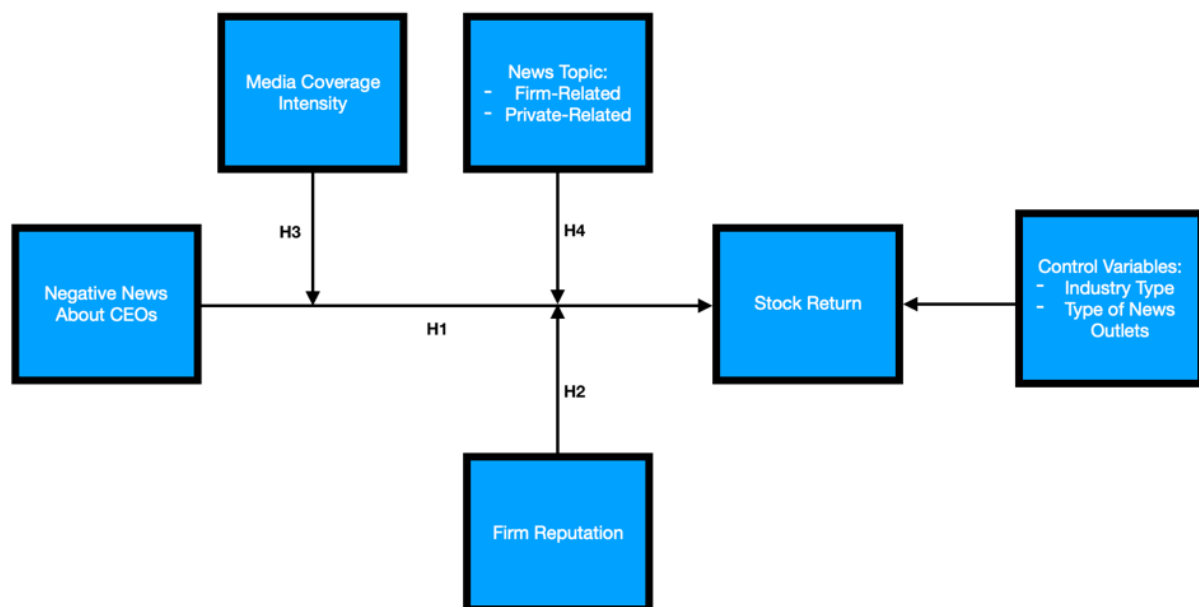 Media Coverage
Intensity
News Topic:
- Firm-Related
- Private-Related
H3
H4
Negative News
About CEOs
H1
Stock Return
Control Variables:
- Industry Type
- Type of News
Outlets
H2
Firm Reputation